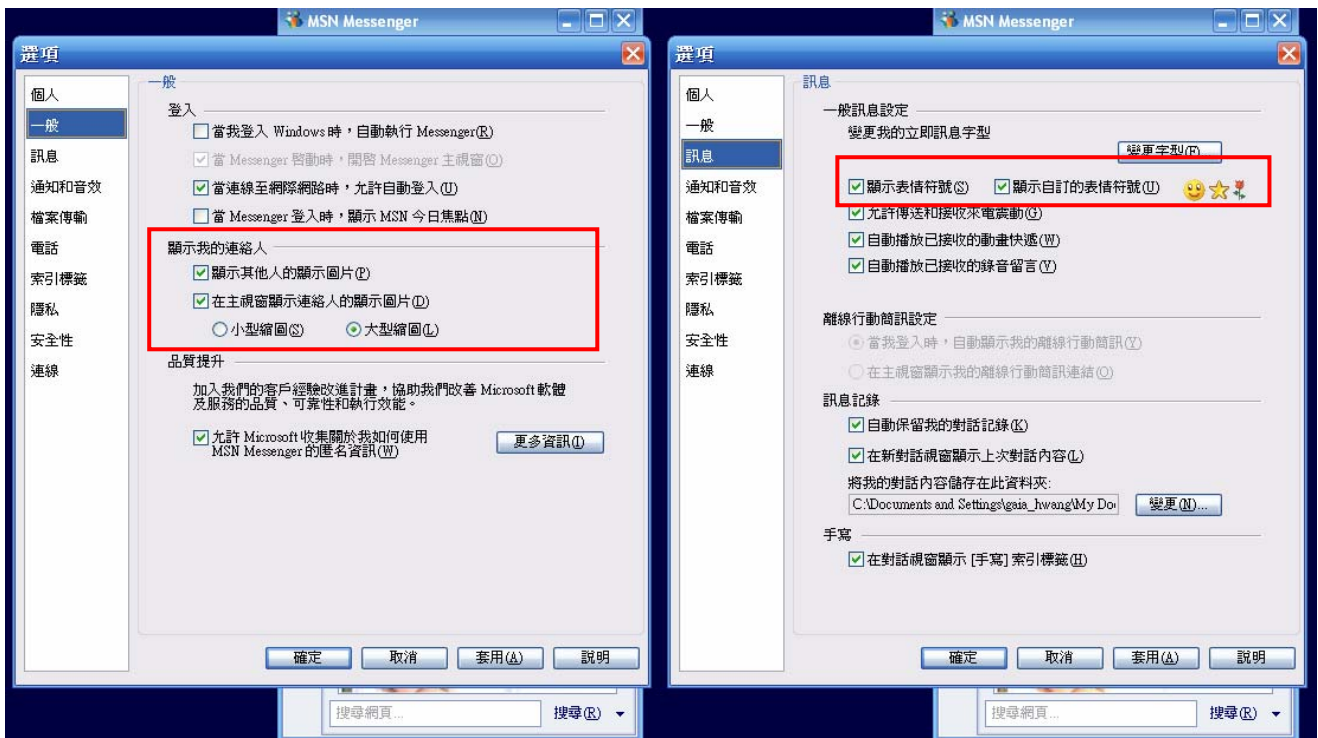 MSN Messenger
選項
個人
一般
訊息
通知和音效
檔案傳輸
電話
索引標籤
隱私
安全性
連線
一般
登入
當我登入 Windows 時，自動執行 Messenger(R)
當 Messenger 啓動時，開啓 Messenger 主視窗(O)
當連線至網際網路時，允許自動登入(U)
當 Messenger 登入時，顯示 MSN 今日焦點(N)
顯示我的連絡人
顯示其他人的顯示圖片(P)
在主視窗顯示連絡人的顯示圖片(D)
小型縮圖(S) 大型縮圖(L)
品質提升
加入我們的客戶經驗改進計畫，協助我們改善 Microsoft 軟體
及服務的品質、可靠性和執行效能。
允許 Microsoft 收集關於我如何使用
MSN Messenger 的匿名資訊(W)
更多資訊(I)
確定 取消 套用(A) 說明
搜尋網頁... 搜尋(R)
MSN Messenger
選項
個人
一般
訊息
通知和音效
檔案傳輸
電話
索引標籤
隱私
安全性
連線
訊息
一般訊息設定
變更我的立即訊息字型
變更字型(F)...
顯示表情符號(S) 顯示自訂的表情符號(U)
允許傳送和接收來電震動(G)
自動播放已接收的動畫快遞(W)
自動播放已接收的錄音留言(V)
離線行動簡訊設定
當我登入時，自動顯示我的離線行動簡訊(Y)
在主視窗顯示我的離線行動簡訊連結(O)
訊息記錄
自動保留我的對話記錄(K)
在新對話視窗顯示上次對話內容(L)
將我的對話內容儲存在此資料夾:
C:\Documents and Settings\gaia_hwang\My Do
變更(N)...
手寫
在對話視窗顯示 [手寫] 索引標籤(H)
確定 取消 套用(A) 說明
搜尋網頁... 搜尋(R)